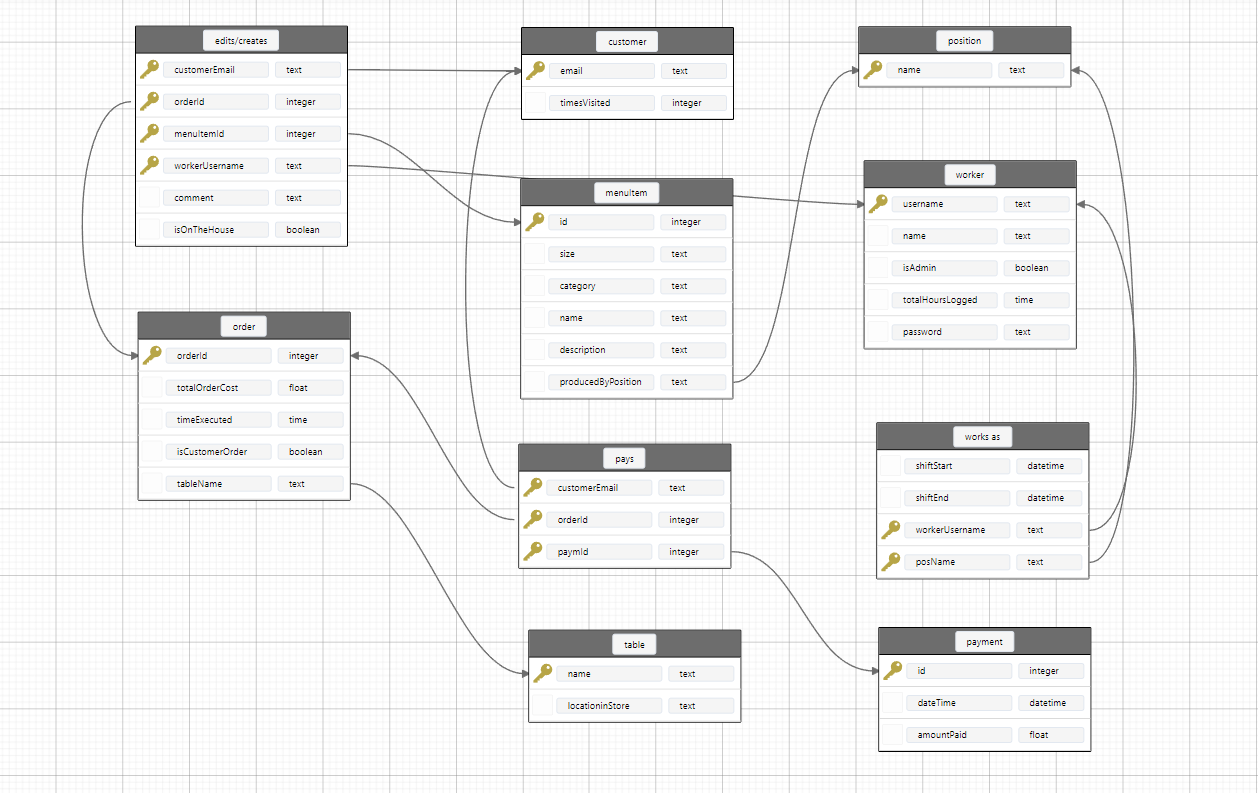 edits/creates
customerEmail text
orderId integer
menuItemId integer
workerUsername text
comment text
isOnTheHouse boolean
customer
email text
timesVisited integer
position
name text
worker
username text
name text
isAdmin boolean
totalHoursLogged time
password text
menuItem
id integer
size text
category text
name text
description text
producedByPosition text
order
orderId integer
totalOrderCost float
timeExecuted time
isCustomerOrder boolean
tableName text
pays
customerEmail text
orderId integer
paymId integer
works as
shiftStart datetime
shiftEnd datetime
workerUsername text
posName text
table
name text
locationinStore text
payment
id integer
dateTime datetime
amountPaid float